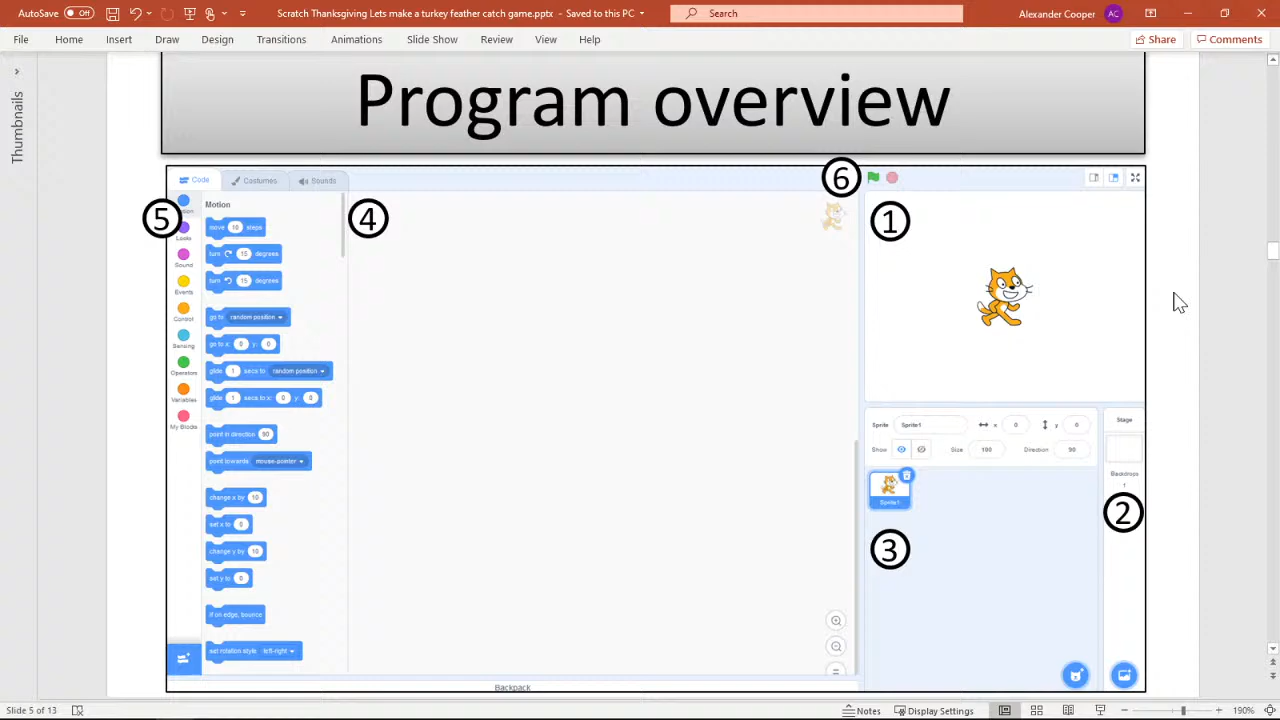 AutoSave Off Scratch Thanksgiving Lets make a turkey feather catch game.pptx - Saved to this PC Search Alexander Cooper AC
File Home Insert Draw Design Transitions Animations Slide Show Review View Help Share Comments
Thumbnails
Program overview
Code Costumes Sounds
1 2 3 4 5 6
Motion
Looks
Sound
Events
Control
Sensing
Operators
Variables
My Blocks
Motion
move 10 steps
turn 15 degrees
turn 15 degrees
go to random position
go to x: 0 y: 0
glide 1 secs to random position
glide 1 secs to x: 0 y: 0
point in direction 90
point towards mouse-pointer
change x by 10
set x to 0
change y by 10
set y to 0
if on edge, bounce
set rotation style left-right
Sprite Sprite1 x 0 y 0
Show Size 100 Direction 90
Sprite1
Stage
Backdrops
1
Backpack
Slide 5 of 13 Notes Display Settings 190%